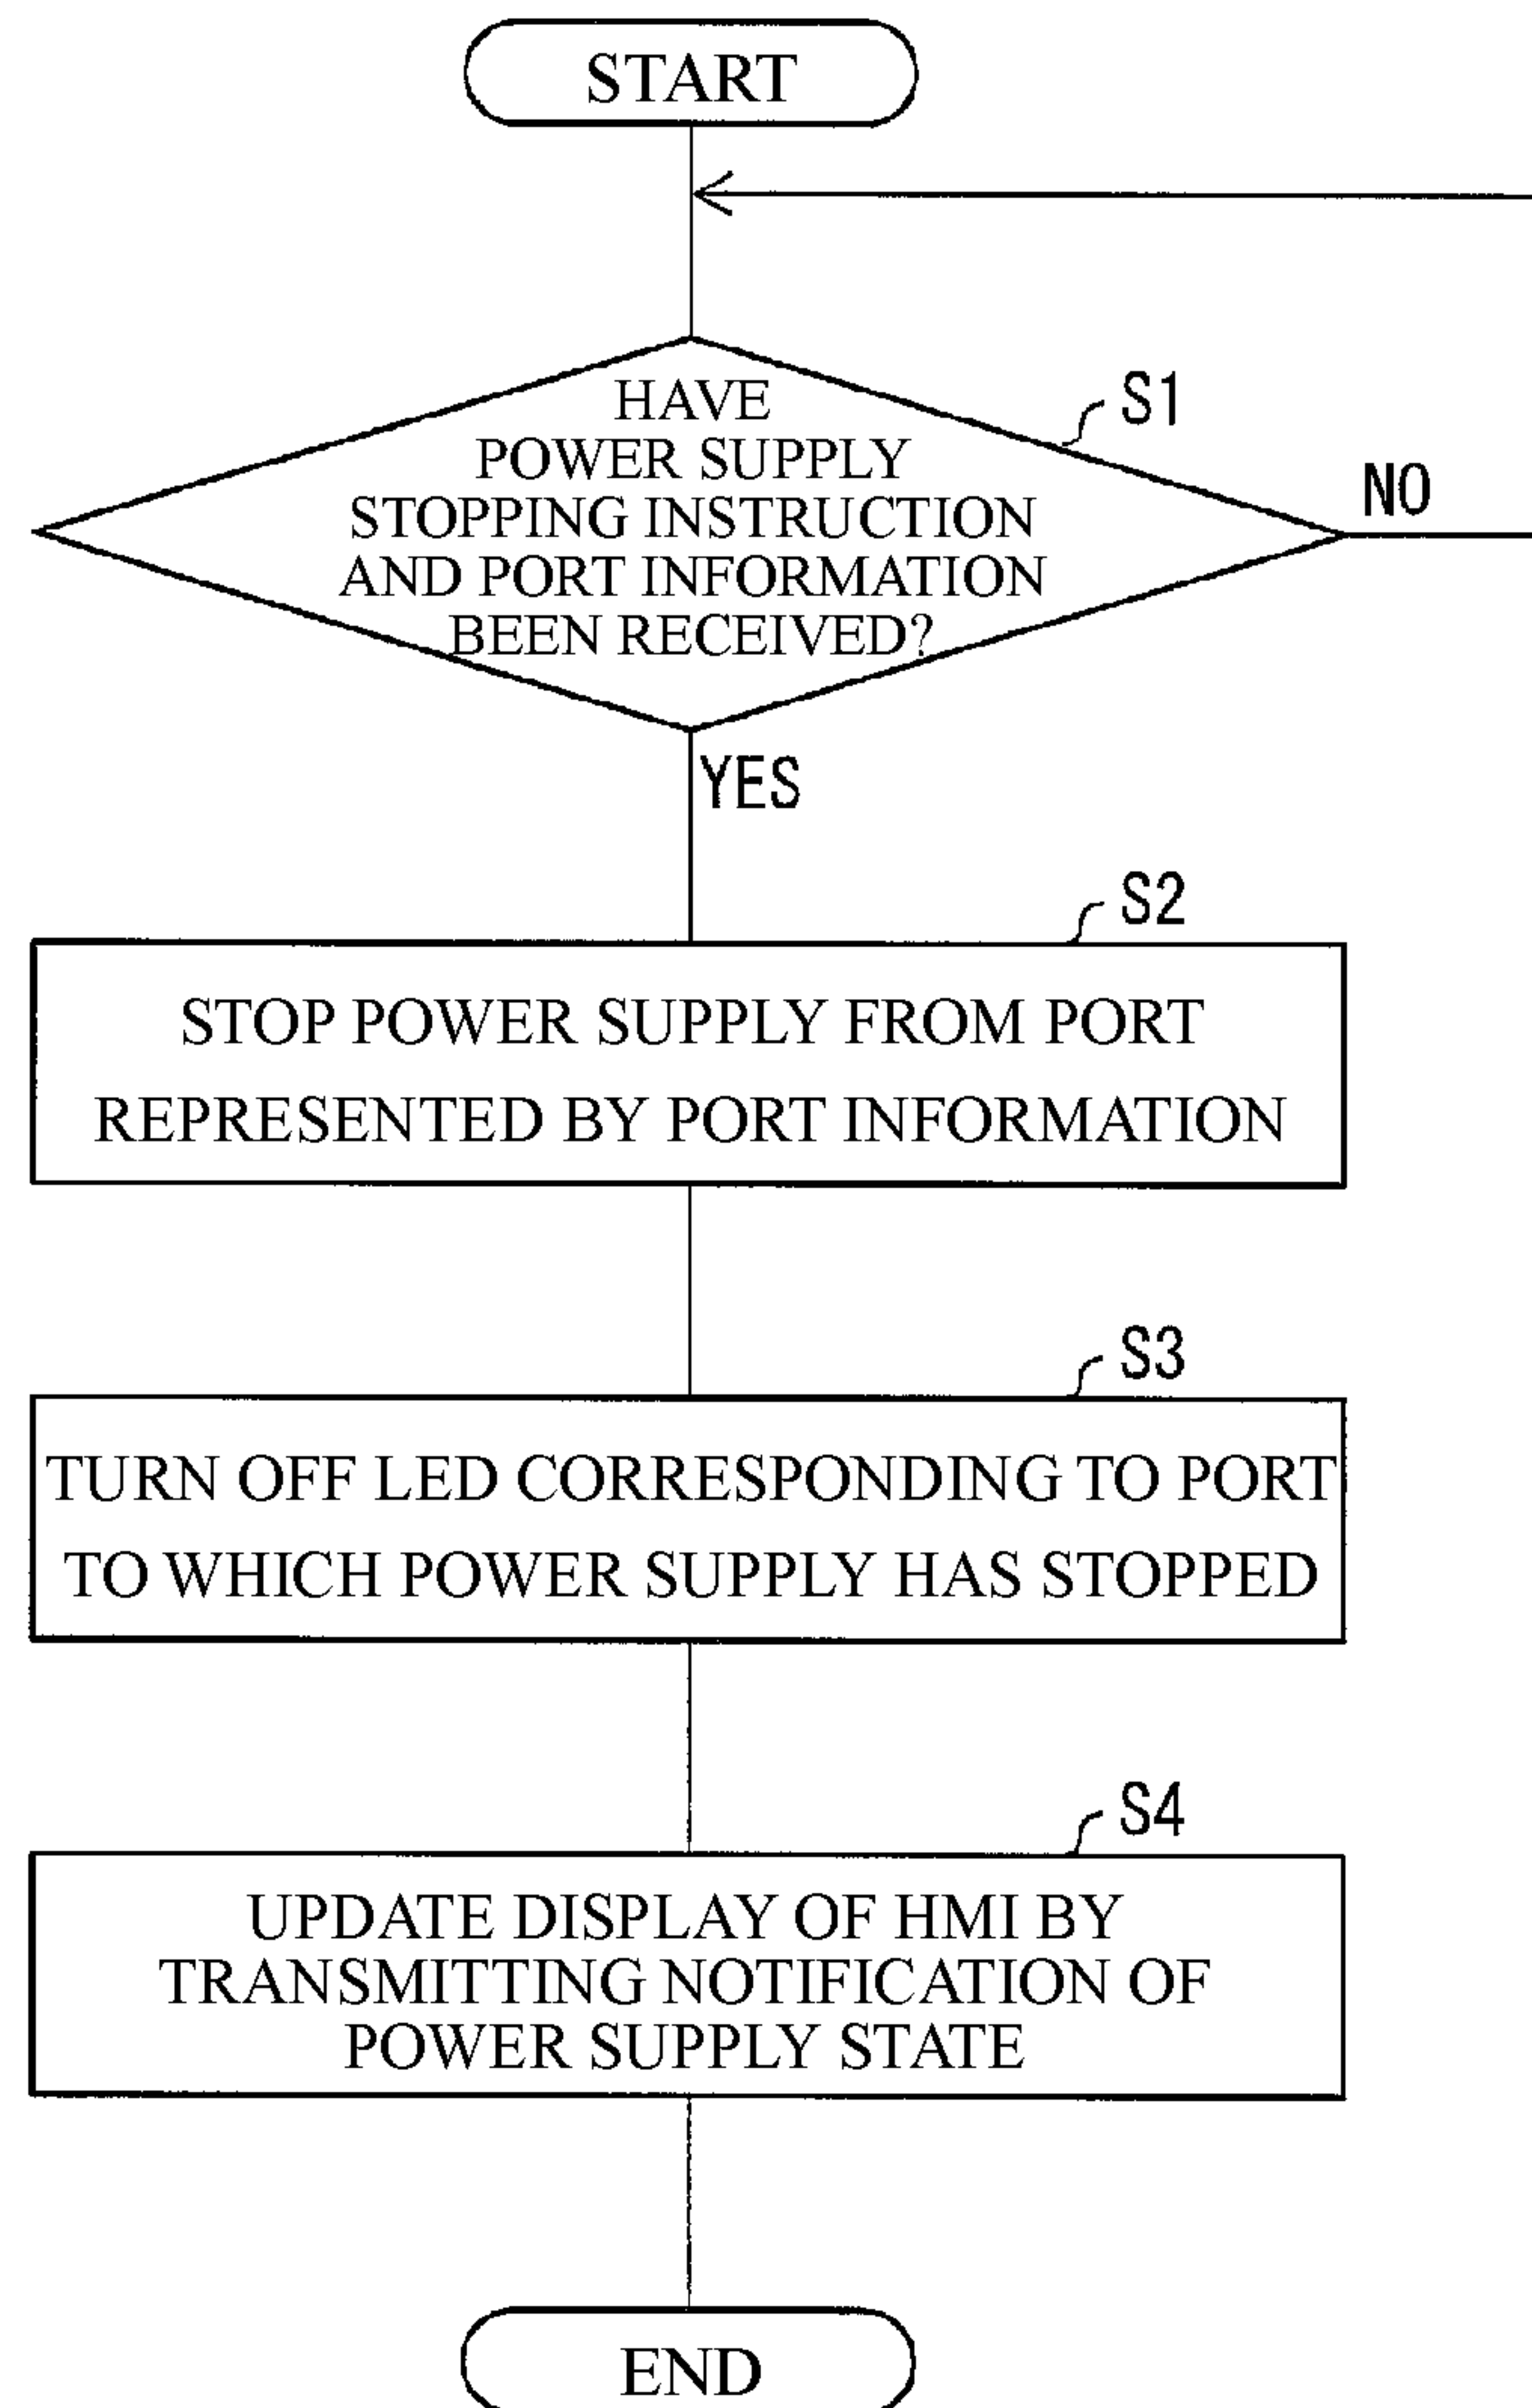 START
HAVE
POWER SUPPLY
STOPPING INSTRUCTION
AND PORT INFORMATION
BEEN RECEIVED?
S1
NO
YES
S2
STOP POWER SUPPLY FROM PORT
REPRESENTED BY PORT INFORMATION
S3
TURN OFF LED CORRESPONDING TO PORT
TO WHICH POWER SUPPLY HAS STOPPED
S4
UPDATE DISPLAY OF HMI BY
TRANSMITTING NOTIFICATION OF
POWER SUPPLY STATE
END